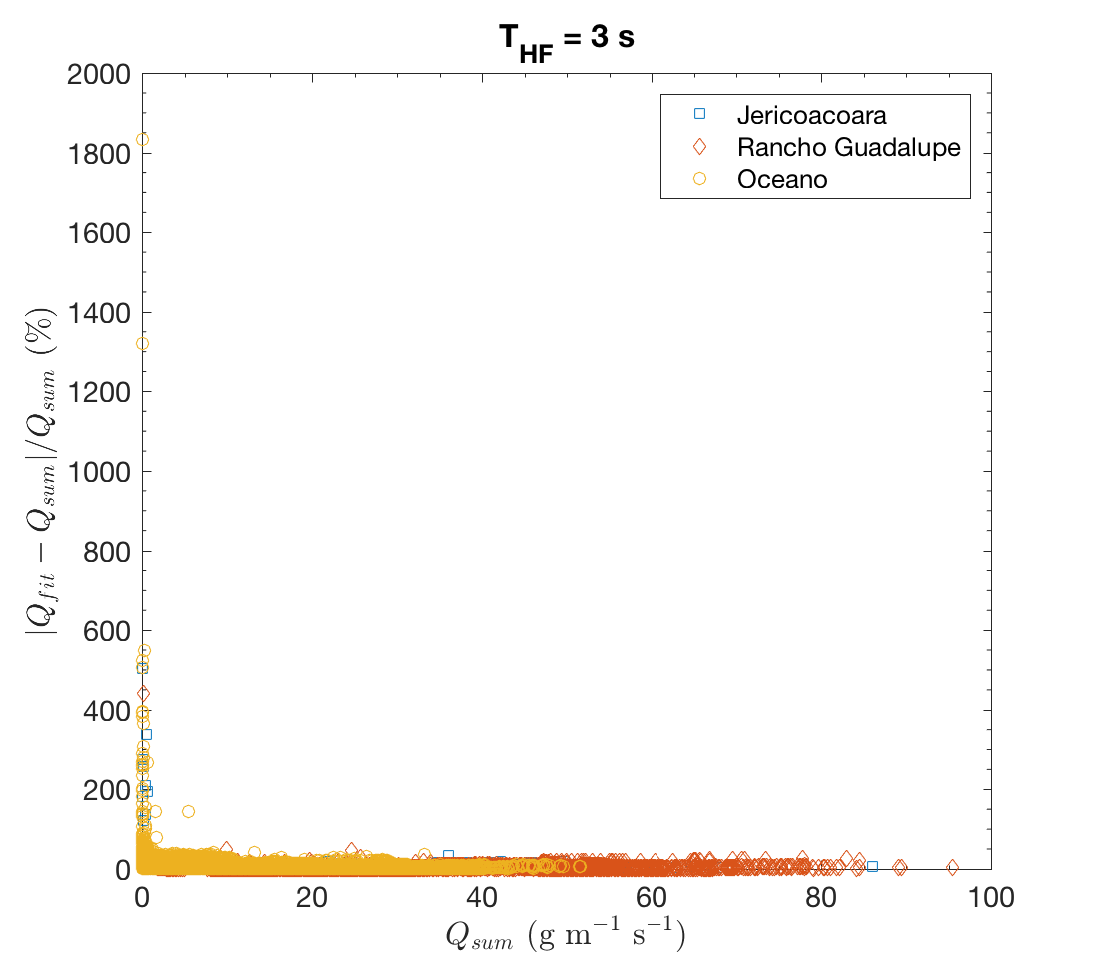 T_HF = 3 s
2000
1800
1600
1400
1200
1000
800
600
400
200
0
|Q_fit − Q_sum|/Q_sum (%)
Jericoacoara
Rancho Guadalupe
Oceano
0 20 40 60 80 100
Q_sum (g m⁻¹ s⁻¹)